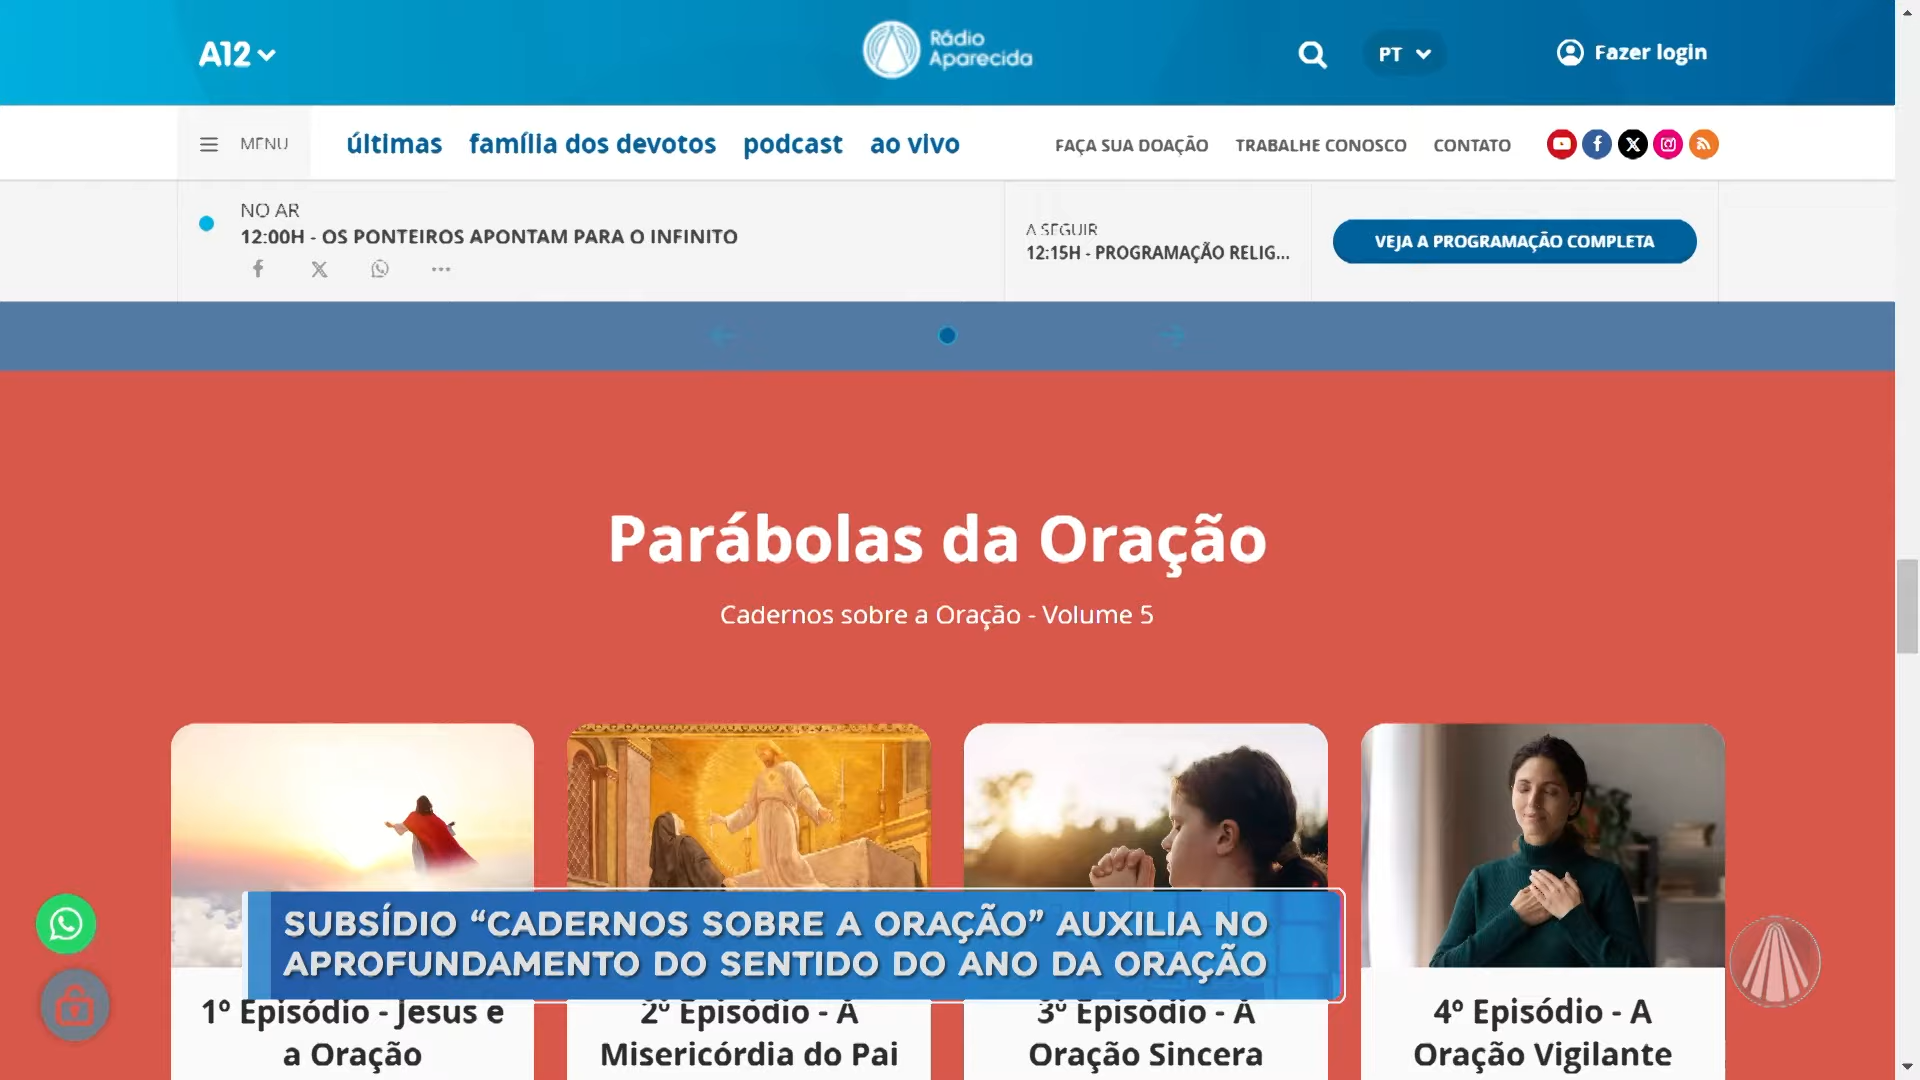 A12
Rádio
Aparecida
PT
Fazer login
MENU
últimas
família dos devotos
podcast
ao vivo
FAÇA SUA DOAÇÃO
TRABALHE CONOSCO
CONTATO
NO AR
12:00H - OS PONTEIROS APONTAM PARA O INFINITO
A SEGUIR
12:15H - PROGRAMAÇÃO RELIG...
VEJA A PROGRAMAÇÃO COMPLETA
Parábolas da Oração
Cadernos sobre a Oração - Volume 5
SUBSÍDIO “CADERNOS SOBRE A ORAÇÃO” AUXILIA NO
APROFUNDAMENTO DO SENTIDO DO ANO DA ORAÇÃO
1º Episódio - Jesus e
a Oração
2º Episódio - A
Misericórdia do Pai
3º Episódio - A
Oração Sincera
4º Episódio - A
Oração Vigilante